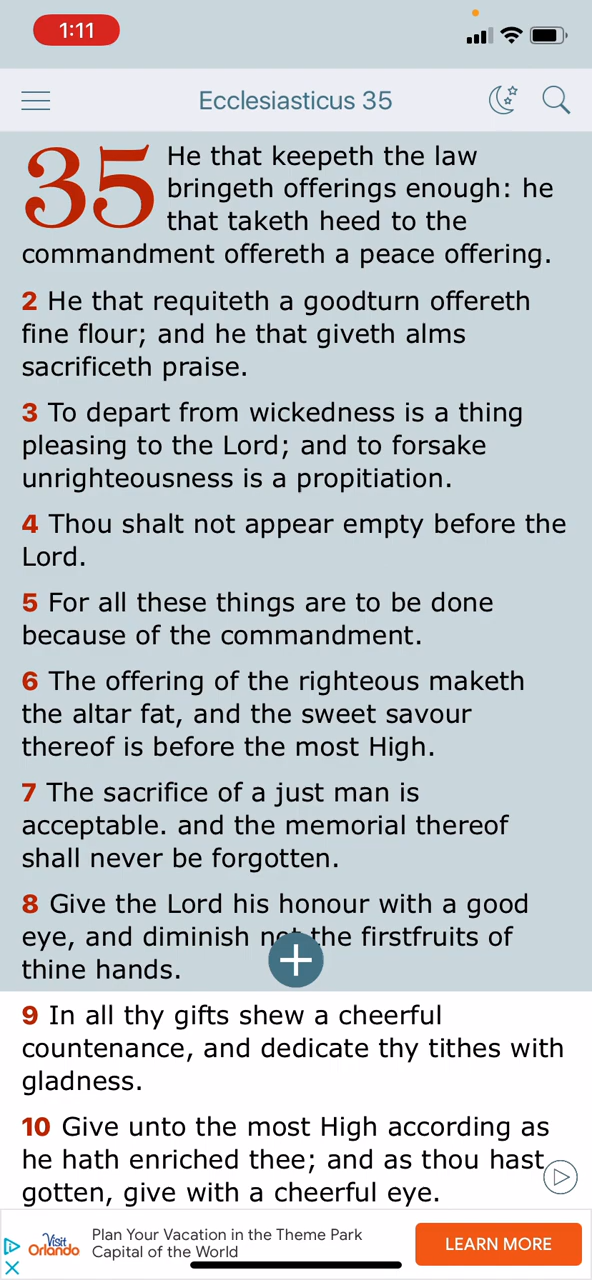 1:11
Ecclesiasticus 35
35 He that keepeth the law
bringeth offerings enough: he
that taketh heed to the
commandment offereth a peace offering.
2 He that requiteth a goodturn offereth
fine flour; and he that giveth alms
sacrificeth praise.
3 To depart from wickedness is a thing
pleasing to the Lord; and to forsake
unrighteousness is a propitiation.
4 Thou shalt not appear empty before the
Lord.
5 For all these things are to be done
because of the commandment.
6 The offering of the righteous maketh
the altar fat, and the sweet savour
thereof is before the most High.
7 The sacrifice of a just man is
acceptable. and the memorial thereof
shall never be forgotten.
8 Give the Lord his honour with a good
eye, and diminish not the firstfruits of
thine hands.
9 In all thy gifts shew a cheerful
countenance, and dedicate thy tithes with
gladness.
10 Give unto the most High according as
he hath enriched thee; and as thou hast
gotten, give with a cheerful eye.
Visit
Orlando
Plan Your Vacation in the Theme Park
Capital of the World
LEARN MORE